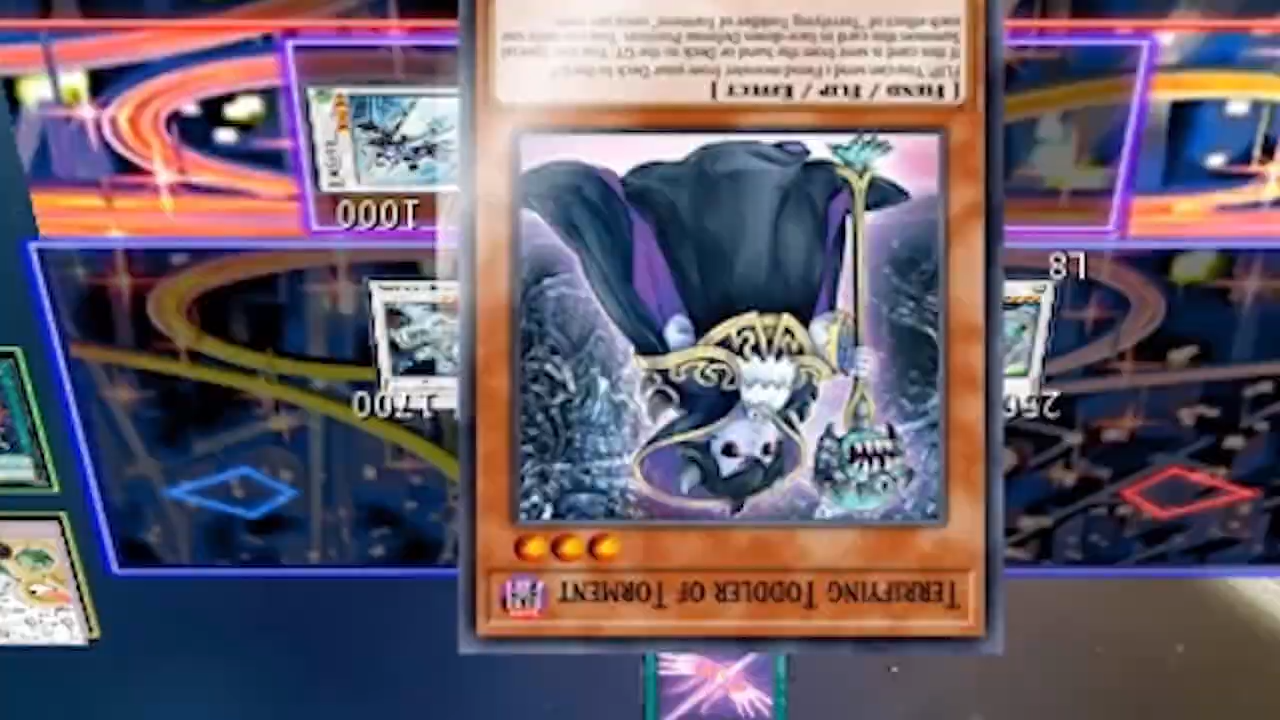 TERRIFYING TODDLER OF TORMENT
[ FIEND / FLIP / EFFECT ]
FLIP: You can send 1 Fiend monster from your Deck to the GY.
If this card is sent from the hand or Deck to the GY: You can Special
Summon this card in face-down Defense Position. You can only use
each effect of "Terrifying Toddler of Torment" once per turn.
1000
L8
1700